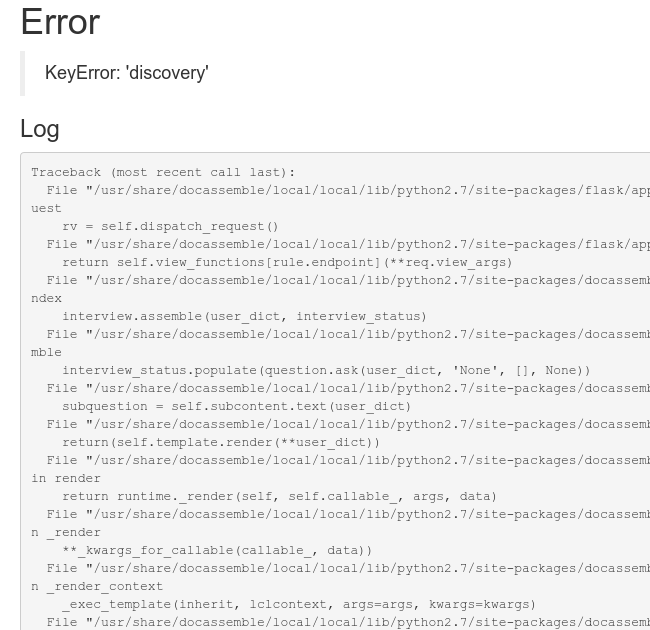 Error
KeyError: 'discovery'
Log
Traceback (most recent call last):
File "/usr/share/docassemble/local/local/lib/python2.7/site-packages/flask/app
uest
rv = self.dispatch_request()
File "/usr/share/docassemble/local/local/lib/python2.7/site-packages/flask/app
return self.view_functions[rule.endpoint](**req.view_args)
File "/usr/share/docassemble/local/local/lib/python2.7/site-packages/docassemb
ndex
interview.assemble(user_dict, interview_status)
File "/usr/share/docassemble/local/local/lib/python2.7/site-packages/docassemb
mble
interview_status.populate(question.ask(user_dict, 'None', [], None))
File "/usr/share/docassemble/local/local/lib/python2.7/site-packages/docassemb
subquestion = self.subcontent.text(user_dict)
File "/usr/share/docassemble/local/local/lib/python2.7/site-packages/docassemb
return(self.template.render(**user_dict))
File "/usr/share/docassemble/local/local/lib/python2.7/site-packages/docassemb
in render
return runtime._render(self, self.callable_, args, data)
File "/usr/share/docassemble/local/local/lib/python2.7/site-packages/docassemb
n _render
**_kwargs_for_callable(callable_, data))
File "/usr/share/docassemble/local/local/lib/python2.7/site-packages/docassemb
n _render_context
_exec_template(inherit, lclcontext, args=args, kwargs=kwargs)
File "/usr/share/docassemble/local/local/lib/python2.7/site-packages/docassemb